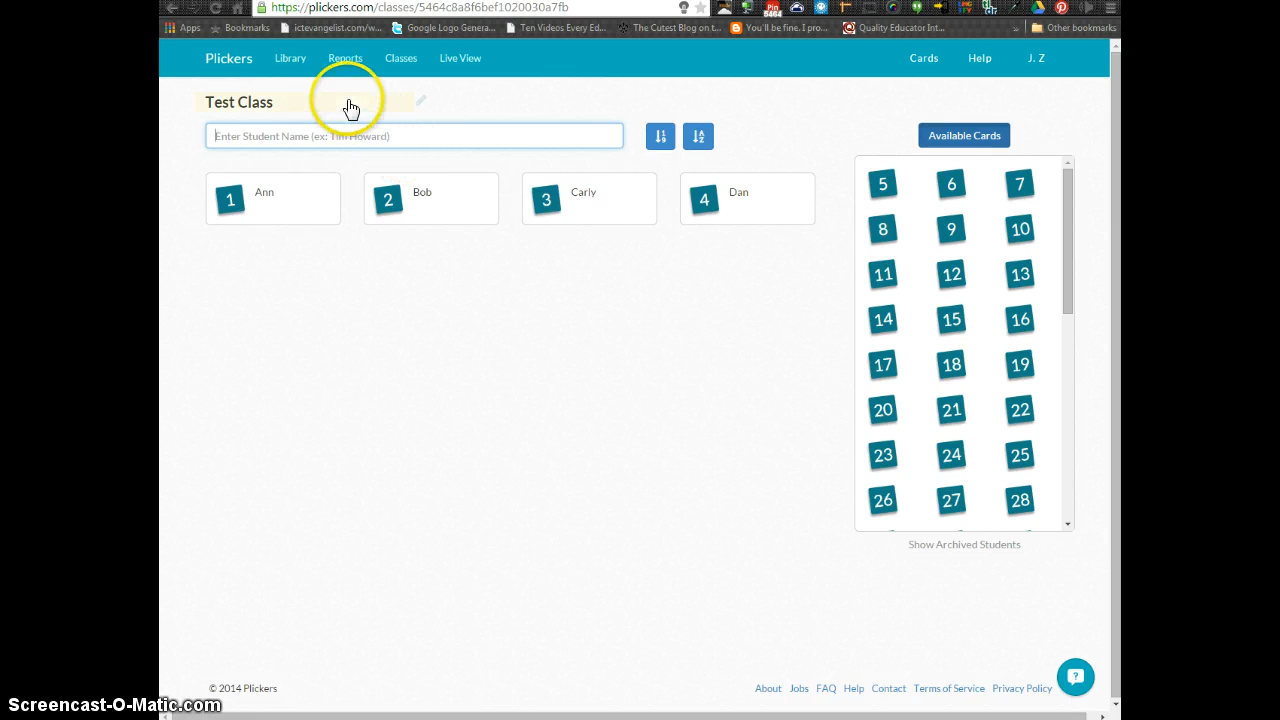 https://plickers.com/classes/5464c8a8f6bef1020030a7fb
5464
Apps
Bookmarks
ictevangelist.com/w...
Google Logo Genera...
Ten Videos Every Ed...
The Cutest Blog on t...
You'll be fine. I pro...
Quality Educator Int...
»
Other bookmarks
Plickers
Library
Reports
Classes
Live View
Cards
Help
J. Z
Test Class
Enter Student Name (ex: Tim Howard)
Available Cards
1 Ann
2 Bob
3 Carly
4 Dan
5 6 7
8 9 10
11 12 13
14 15 16
17 18 19
20 21 22
23 24 25
26 27 28
Show Archived Students
© 2014 Plickers
About Jobs FAQ Help Contact Terms of Service Privacy Policy
Screencast-O-Matic.com